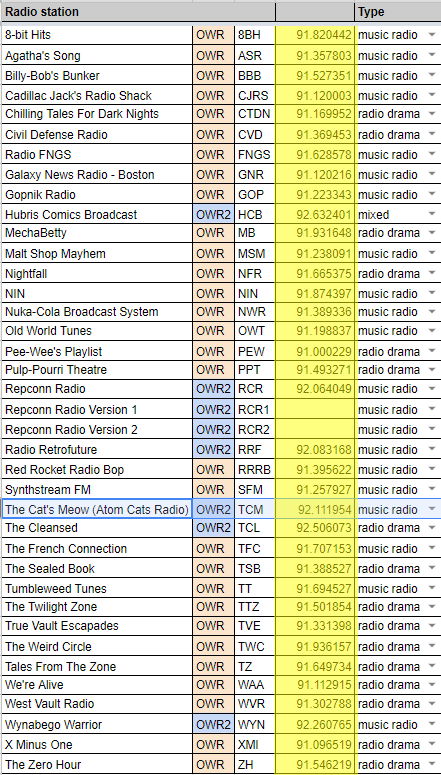 Radio station Type
8-bit Hits OWR 8BH 91.820442 music radio
Agatha's Song OWR ASR 91.357803 music radio
Billy-Bob's Bunker OWR BBB 91.527351 music radio
Cadillac Jack's Radio Shack OWR CJRS 91.120003 music radio
Chilling Tales For Dark Nights OWR CTDN 91.169952 radio drama
Civil Defense Radio OWR CVD 91.369453 radio drama
Radio FNGS OWR FNGS 91.628578 music radio
Galaxy News Radio - Boston OWR GNR 91.120216 music radio
Gopnik Radio OWR GOP 91.223343 music radio
Hubris Comics Broadcast OWR2 HCB 92.632401 mixed
MechaBetty OWR MB 91.931648 radio drama
Malt Shop Mayhem OWR MSM 91.238091 music radio
Nightfall OWR NFR 91.665375 radio drama
NIN OWR NIN 91.874397 music radio
Nuka-Cola Broadcast System OWR NWR 91.389336 music radio
Old World Tunes OWR OWT 91.198837 music radio
Pee-Wee's Playlist OWR PEW 91.000229 radio drama
Pulp-Pourri Theatre OWR PPT 91.493271 radio drama
Repconn Radio OWR2 RCR 92.064049 music radio
Repconn Radio Version 1 OWR2 RCR1 music radio
Repconn Radio Version 2 OWR2 RCR2 music radio
Radio Retrofuture OWR2 RRF 92.083168 music radio
Red Rocket Radio Bop OWR RRRB 91.395622 music radio
Synthstream FM OWR SFM 91.257927 music radio
The Cat's Meow (Atom Cats Radio) OWR2 TCM 92.111954 music radio
The Cleansed OWR2 TCL 92.506073 radio drama
The French Connection OWR TFC 91.707153 music radio
The Sealed Book OWR TSB 91.388527 radio drama
Tumbleweed Tunes OWR TT 91.694527 music radio
The Twilight Zone OWR TTZ 91.501854 radio drama
True Vault Escapades OWR TVE 91.331398 radio drama
The Weird Circle OWR TWC 91.936157 radio drama
Tales From The Zone OWR TZ 91.649734 radio drama
We're Alive OWR WAA 91.112915 radio drama
West Vault Radio OWR WVR 91.302788 radio drama
Wynabego Warrior OWR2 WYN 92.260765 music radio
X Minus One OWR XMI 91.096519 radio drama
The Zero Hour OWR ZH 91.546219 radio drama